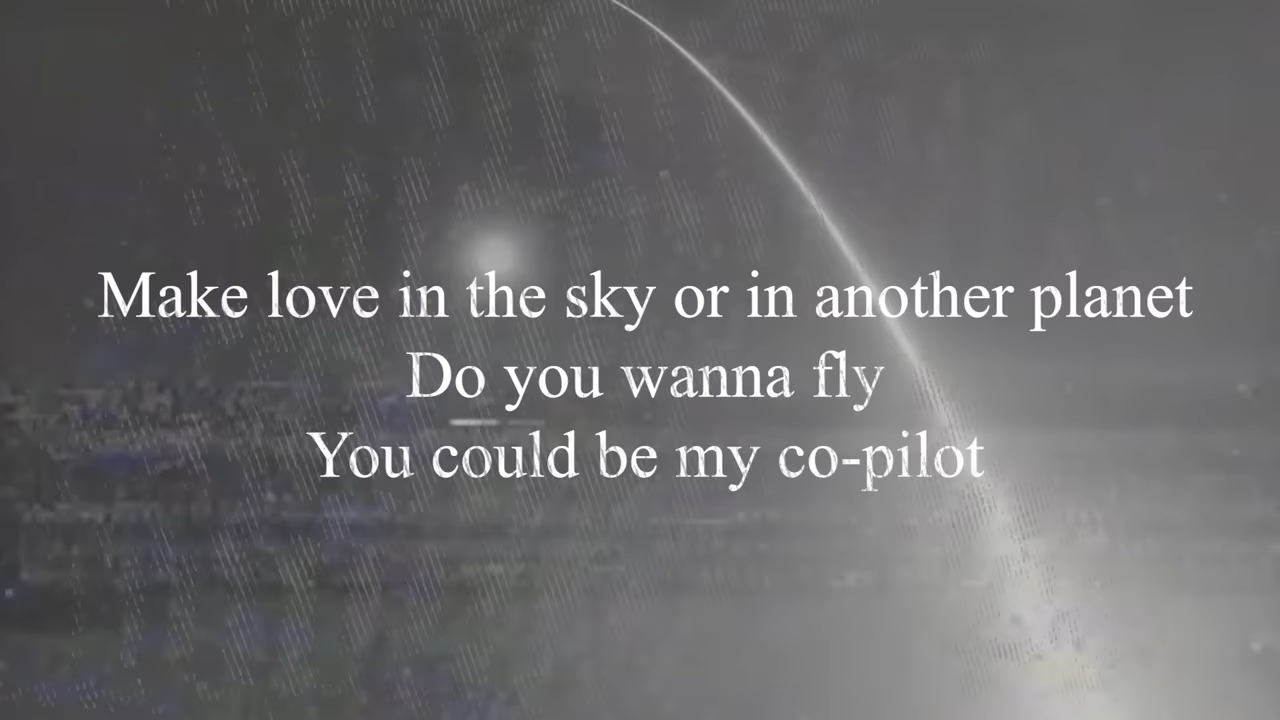 Make love in the sky or in another planet
Do you wanna fly
You could be my co-pilot